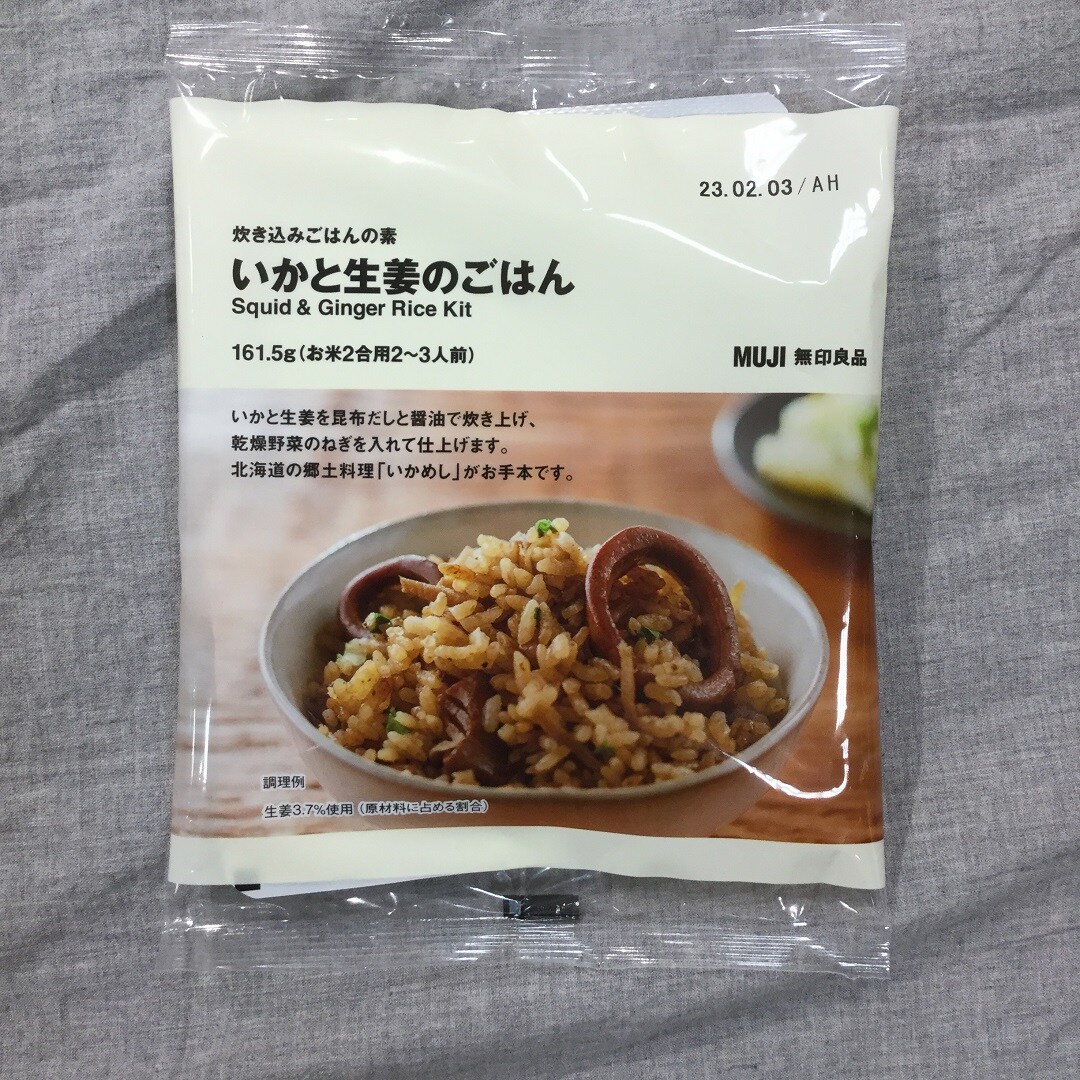 23.02.03/AH
炊き込みごはんの素
いかと生姜のごはん
Squid & Ginger Rice Kit
161.5g(お米2合用2〜3人前)
MUJI 無印良品
いかと生姜を昆布だしと醤油で炊き上げ、
乾燥野菜のねぎを入れて仕上げます。
北海道の郷土料理「いかめし」がお手本です。
調理例
生姜3.7%使用（原材料に占める割合）